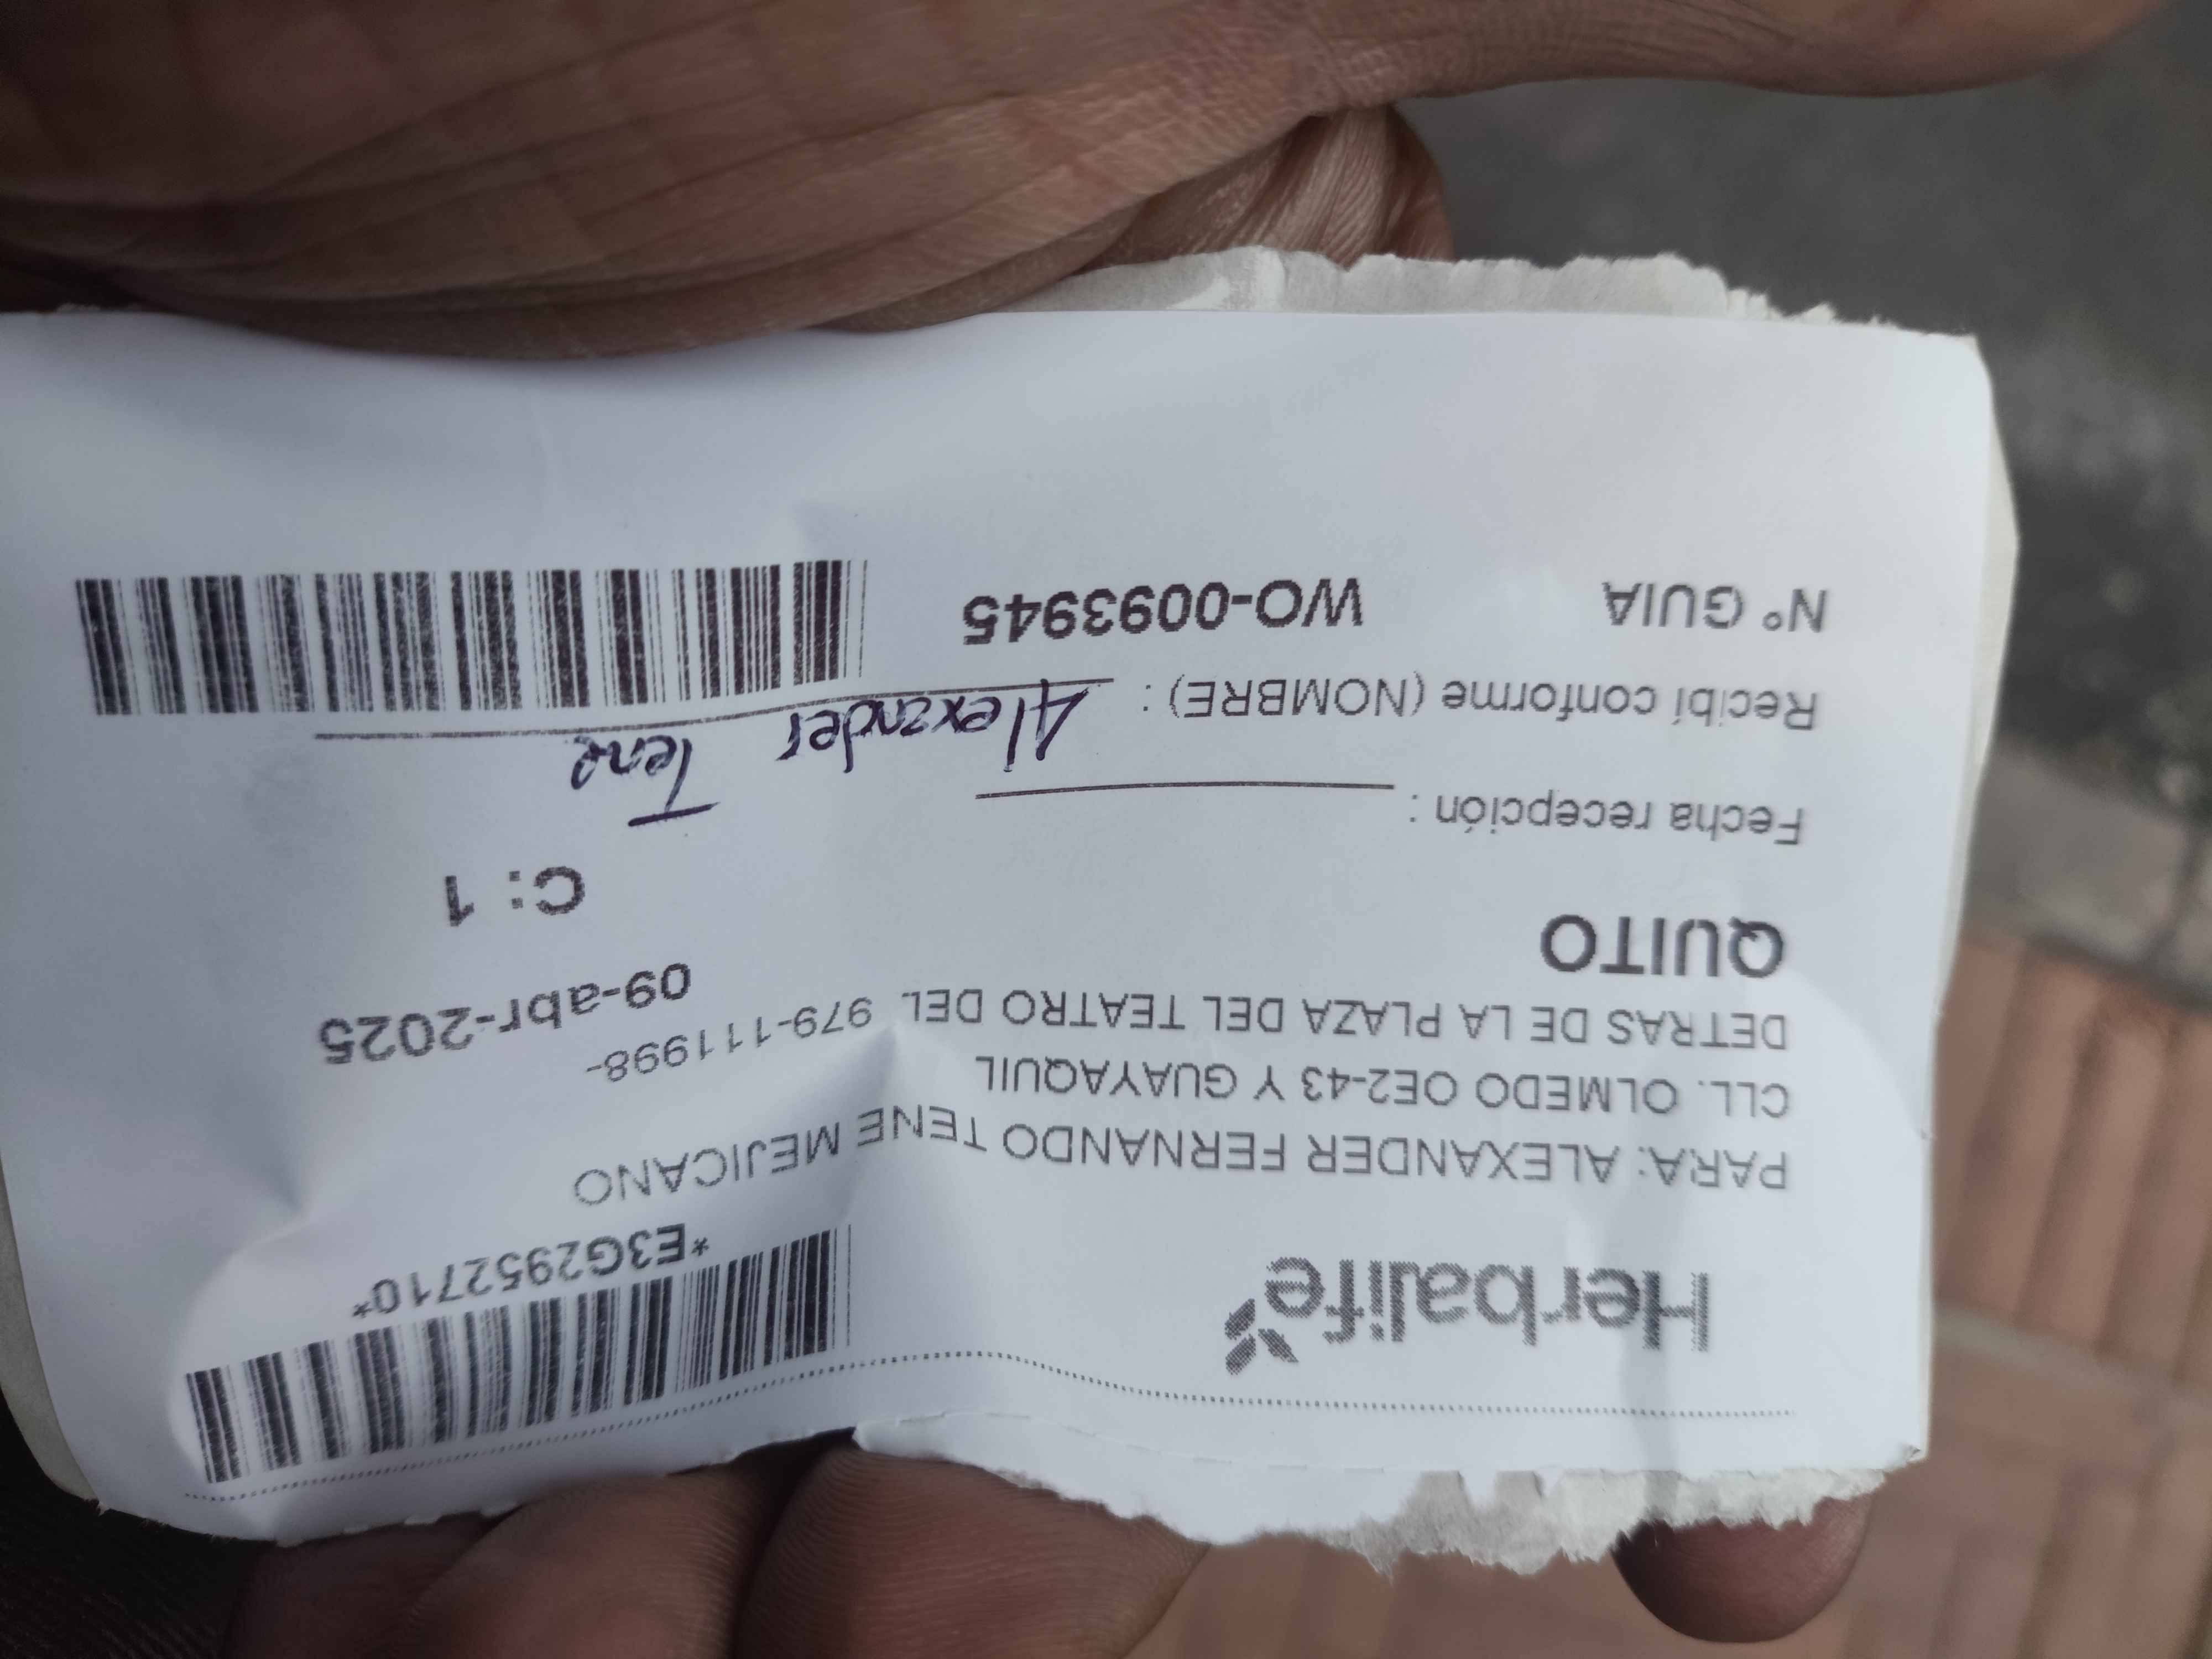 Herbalife
*E3G2952710*
PARA: ALEXANDER FERNANDO TENE MEJICANO
CLL. OLMEDO OE2-43 Y GUAYAQUIL
DETRAS DE LA PLAZA DEL TEATRO DEL 979-111998-
QUITO
09-abr-2025
C: 1
Fecha recepción :
Recibí conforme (NOMBRE) : Alexander Tene
N° GUIA WO-0093945